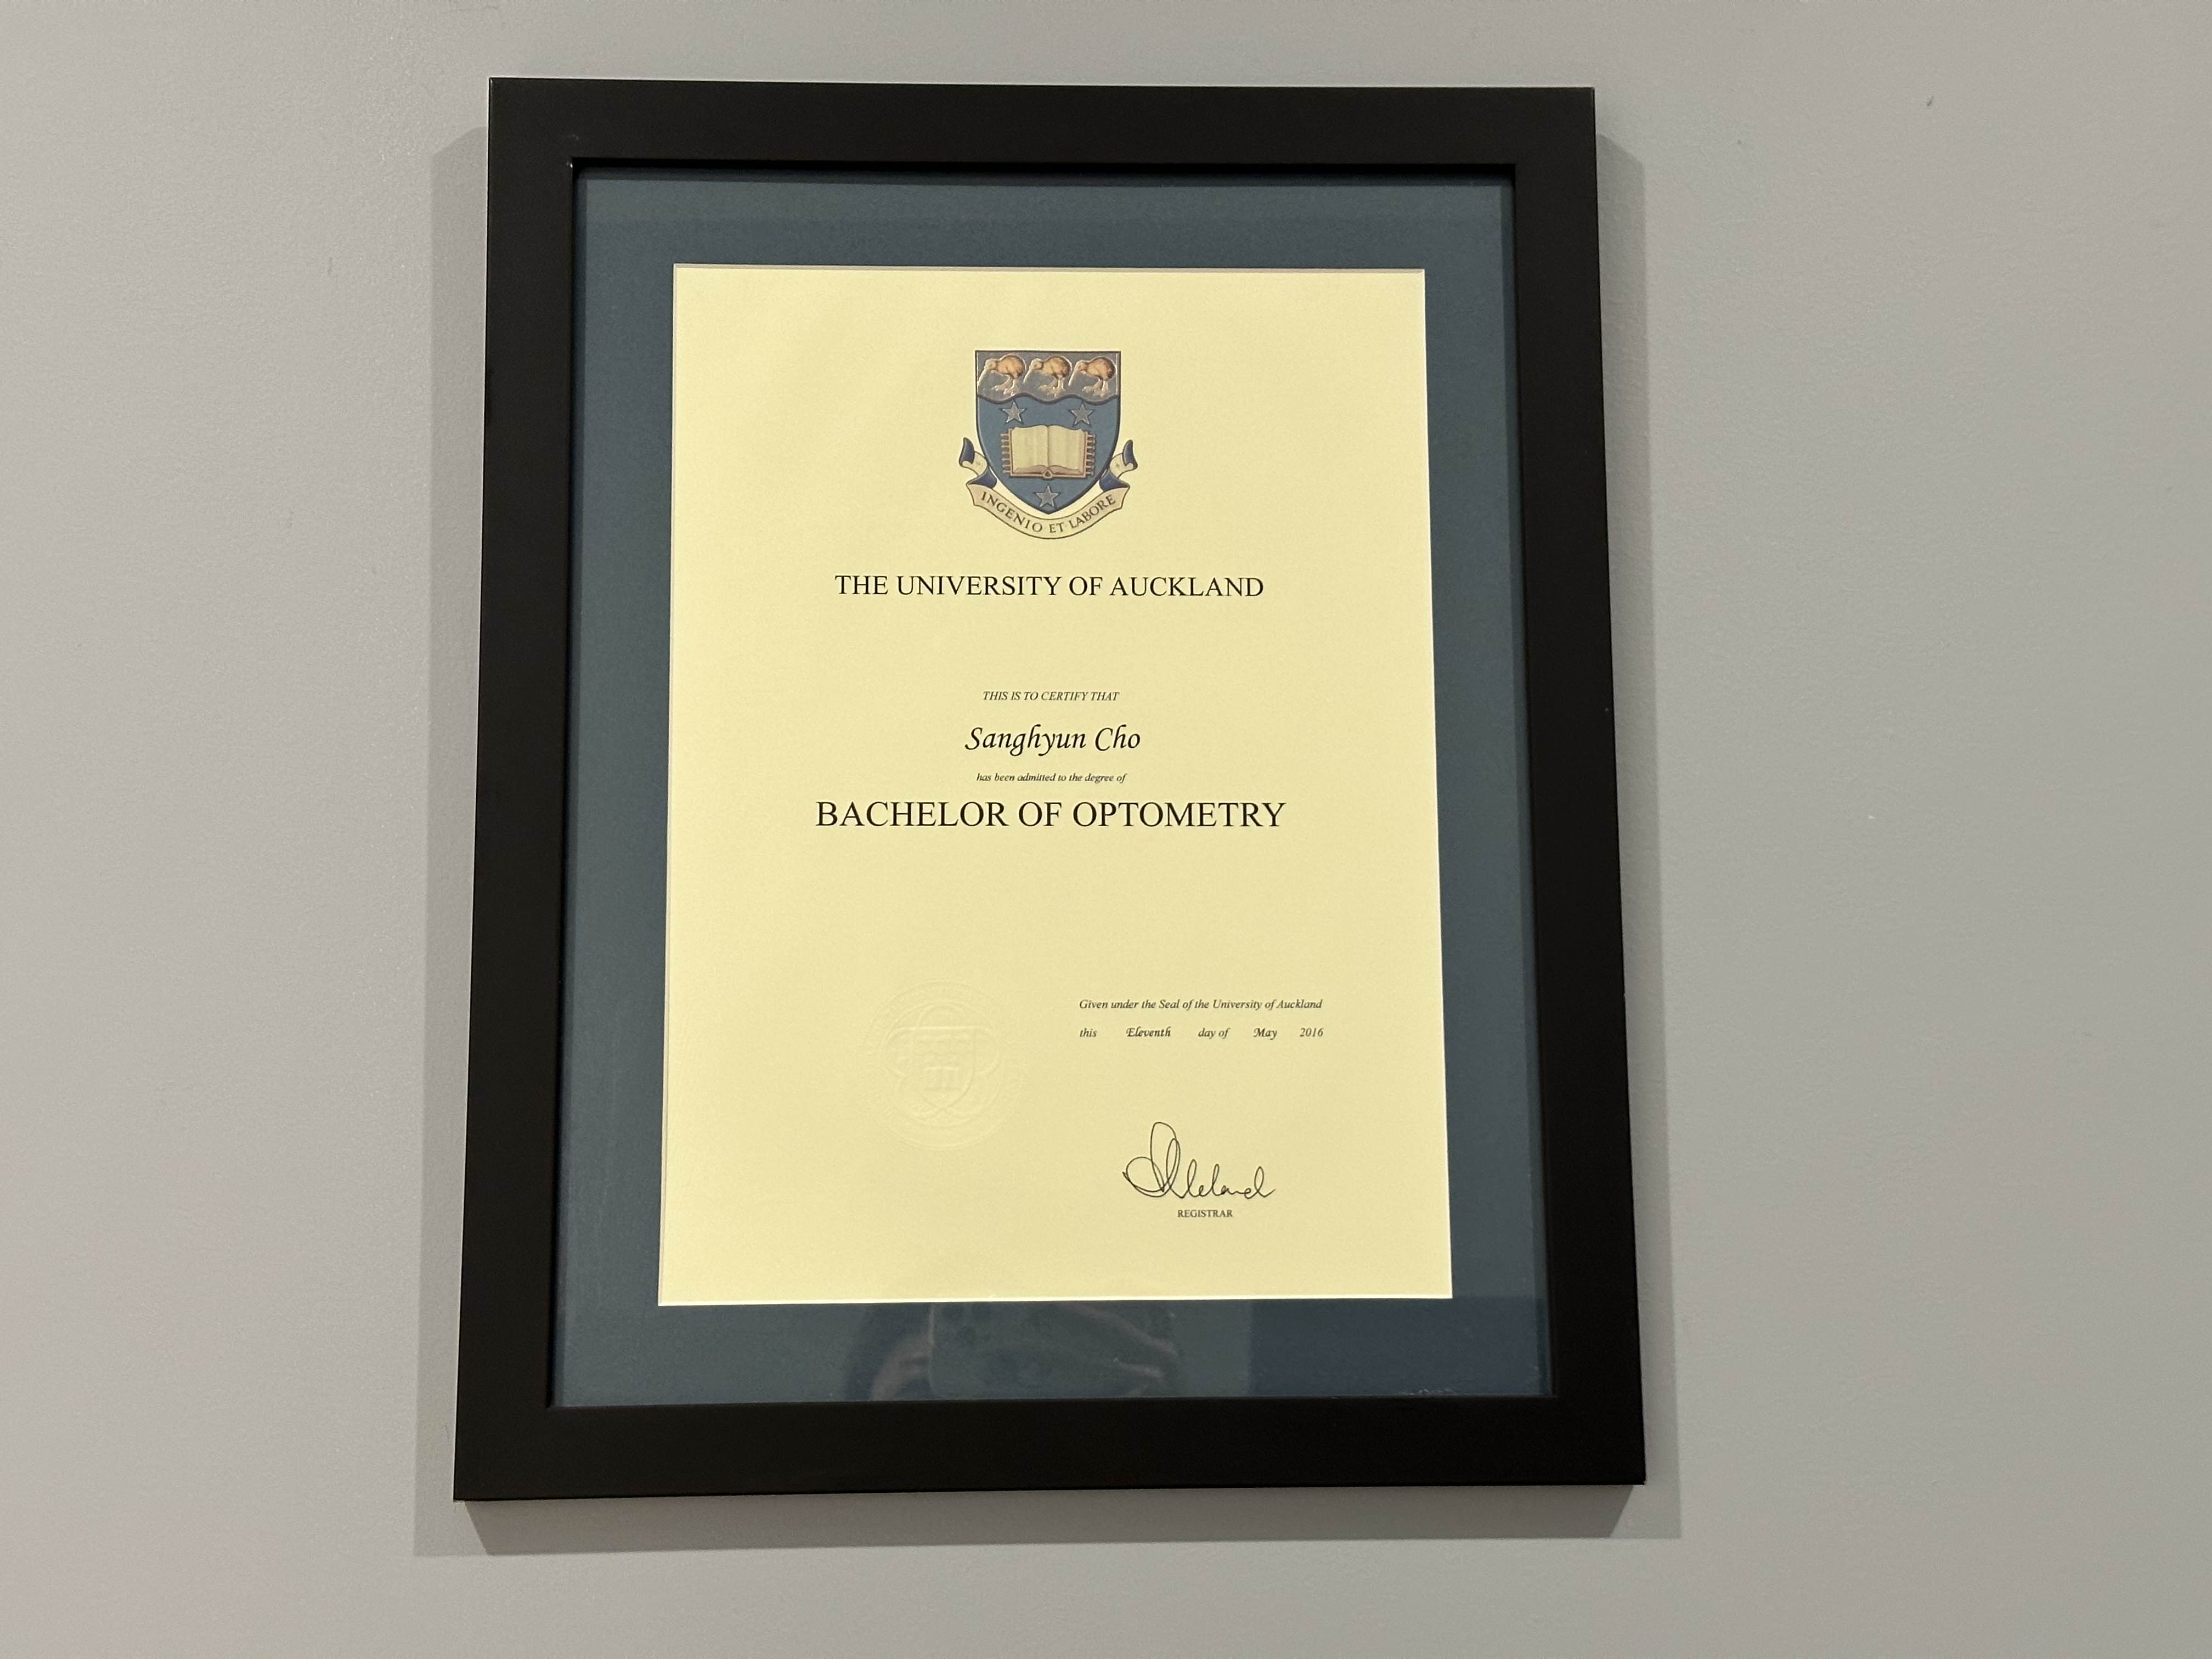 INGENIO ET LABORE
THE UNIVERSITY OF AUCKLAND
THIS IS TO CERTIFY THAT
Sanghyun Cho
has been admitted to the degree of
BACHELOR OF OPTOMETRY
Given under the Seal of the University of Auckland
this Eleventh day of May 2016
REGISTRAR